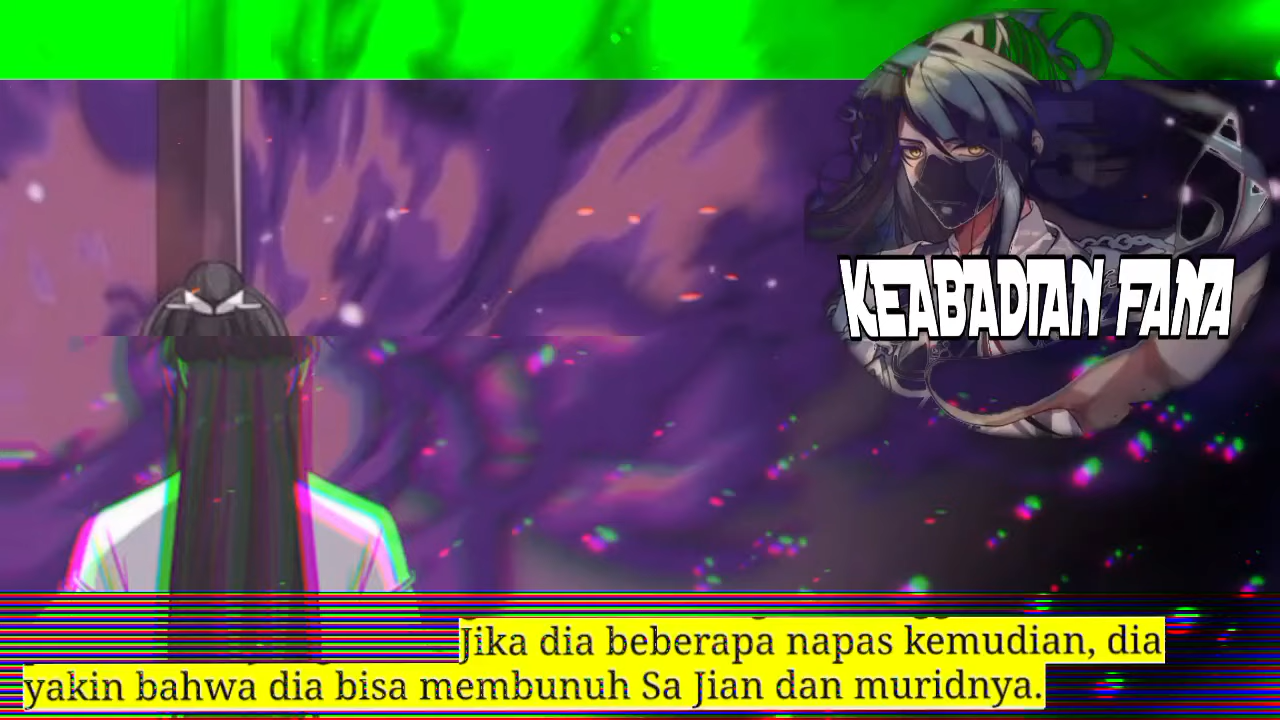 KEABADIAN FANA
Jika dia beberapa napas kemudian, dia
yakin bahwa dia bisa membunuh Sa Jian dan muridnya.